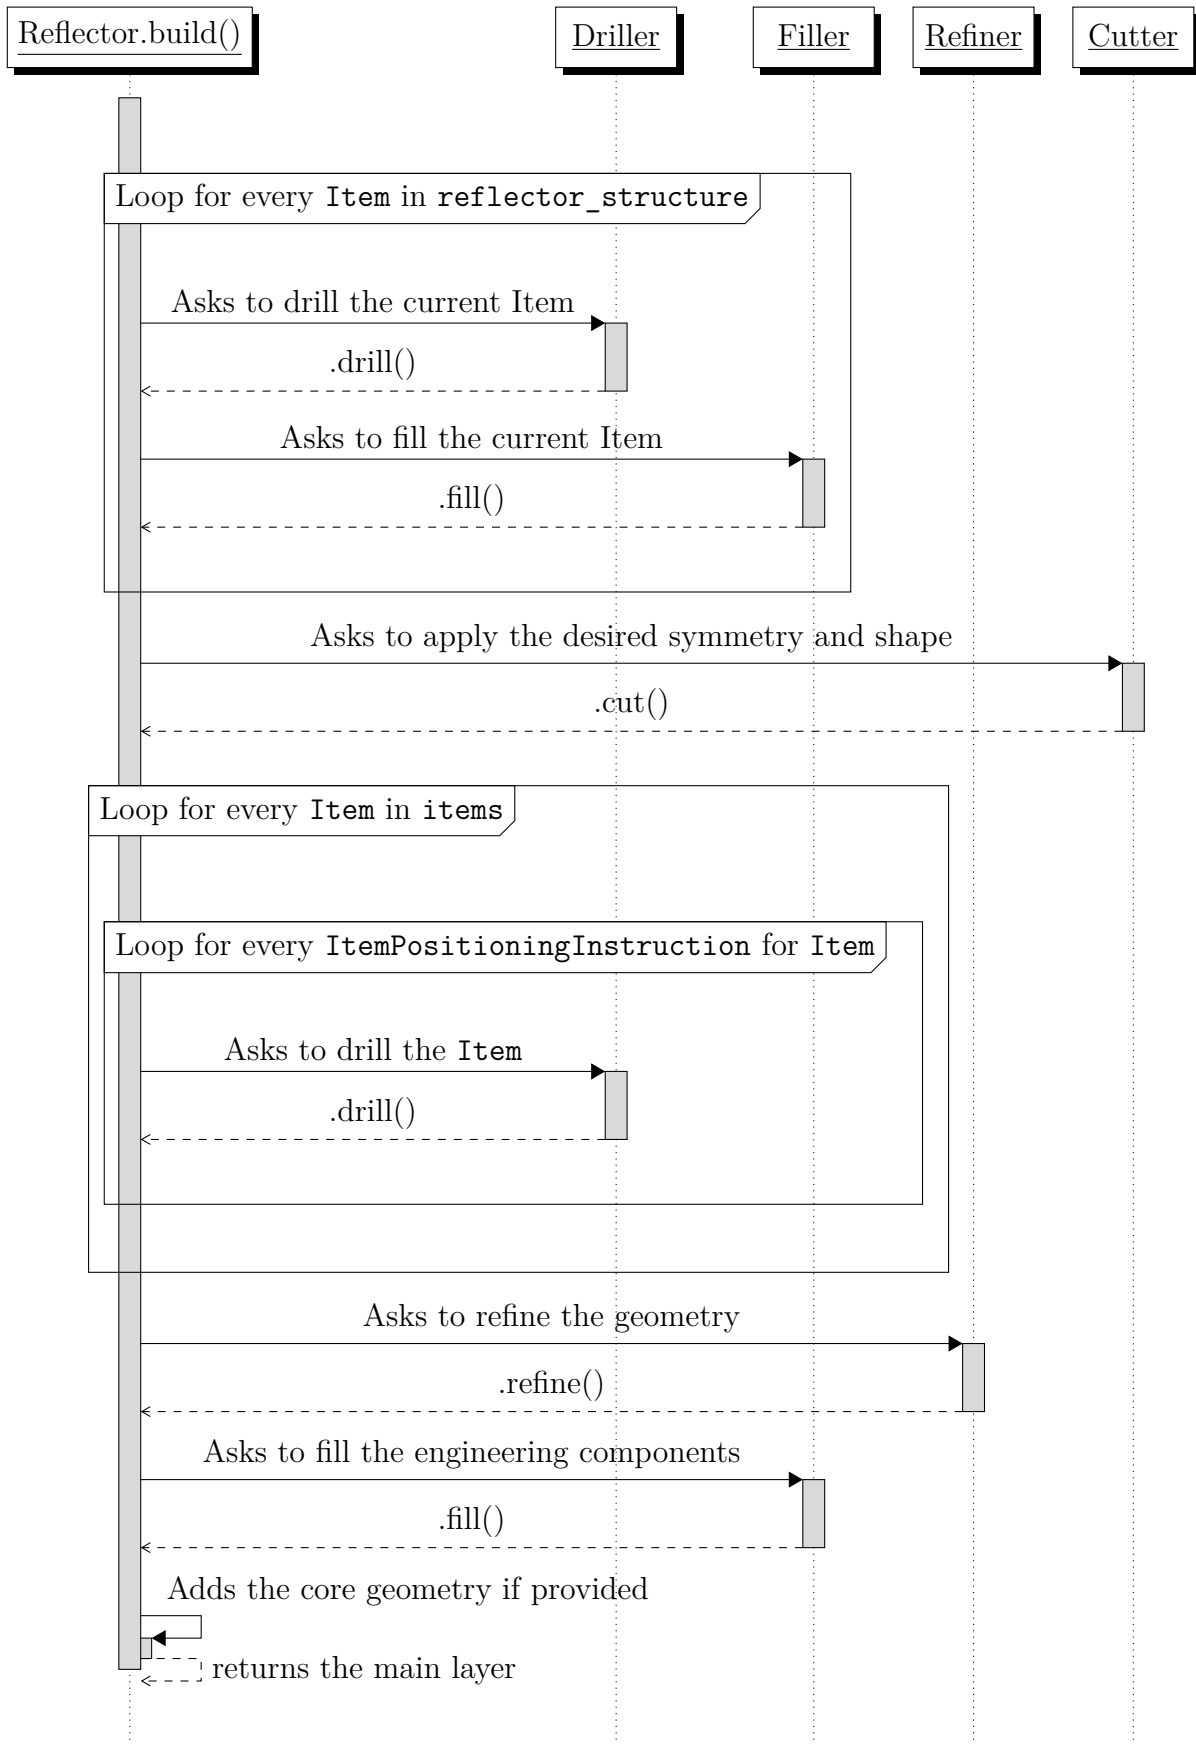 Reflector.build()
Driller
Filler
Refiner
Cutter
Loop for every Item in reflector_structure
Asks to drill the current Item
.drill()
Asks to fill the current Item
.fill()
Asks to apply the desired symmetry and shape
.cut()
Loop for every Item in items
Loop for every ItemPositioningInstruction for Item
Asks to drill the Item
.drill()
Asks to refine the geometry
.refine()
Asks to fill the engineering components
.fill()
Adds the core geometry if provided
returns the main layer